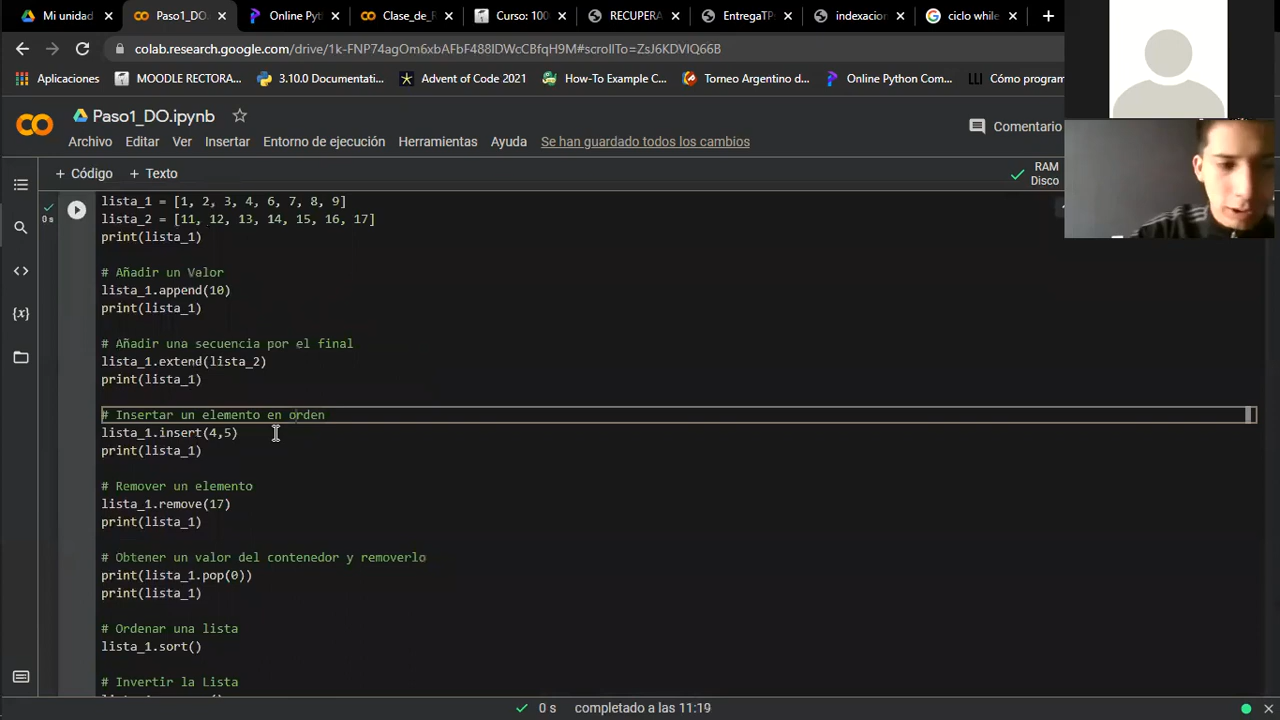 Mi unidad
Paso1_DO.
Online Pyt
Clase_de_F
Curso: 100
RECUPERA
EntregaTP
indexacion
ciclo while
colab.research.google.com/drive/1k-FNP74agOm6xbAFbF488IDWcCBfqH9M#scrollTo=ZsJ6KDVIQ66B
Aplicaciones
MOODLE RECTORA...
3.10.0 Documentati...
Advent of Code 2021
How-To Example C...
Torneo Argentino d...
Online Python Com...
Cómo program
Paso1_DO.ipynb
Archivo Editar Ver Insertar Entorno de ejecución Herramientas Ayuda Se han guardado todos los cambios
Comentario
+ Código + Texto
RAM
Disco
0 s
lista_1 = [1, 2, 3, 4, 6, 7, 8, 9]
lista_2 = [11, 12, 13, 14, 15, 16, 17]
print(lista_1)
# Añadir un Valor
lista_1.append(10)
print(lista_1)
# Añadir una secuencia por el final
lista_1.extend(lista_2)
print(lista_1)
# Insertar un elemento en orden
lista_1.insert(4,5)
print(lista_1)
# Remover un elemento
lista_1.remove(17)
print(lista_1)
# Obtener un valor del contenedor y removerlo
print(lista_1.pop(0))
print(lista_1)
# Ordenar una lista
lista_1.sort()
# Invertir la Lista
0 s completado a las 11:19